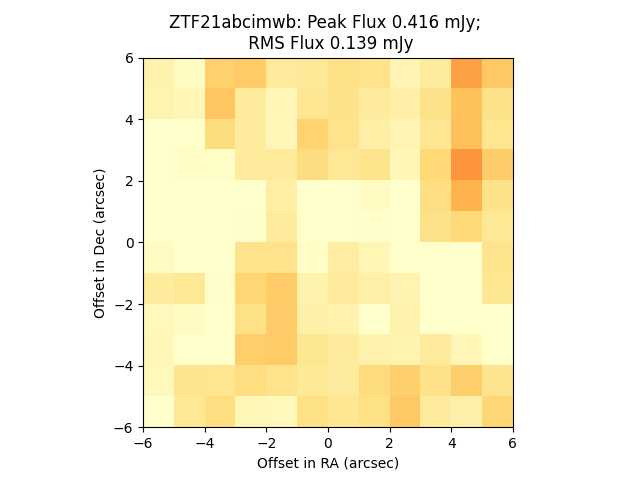 ZTF21abcimwb: Peak Flux 0.416 mJy;
RMS Flux 0.139 mJy
6
4
2
0
−2
−4
−6
Offset in Dec (arcsec)
−6 −4 −2 0 2 4 6
Offset in RA (arcsec)